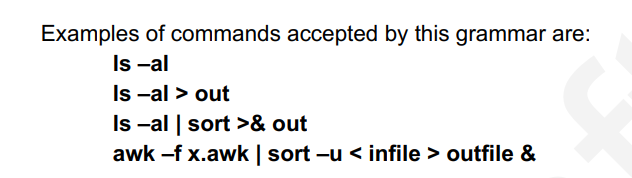 Examples of commands accepted by this grammar are:
ls –al
ls –al > out
ls –al | sort >& out
awk –f x.awk | sort –u < infile > outfile &